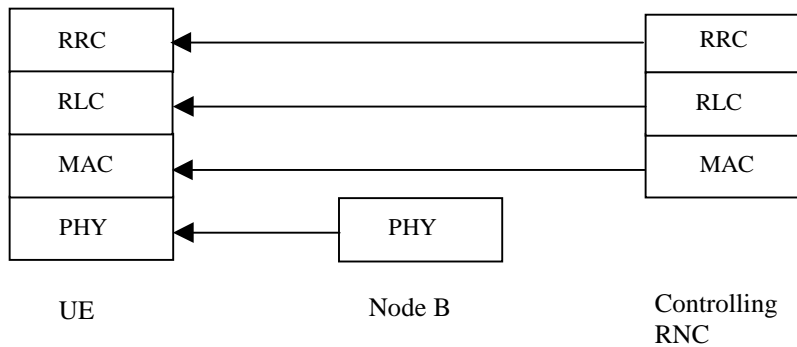 RRC RRC
RLC RLC
MAC MAC
PHY PHY
UE Node B Controlling
RNC